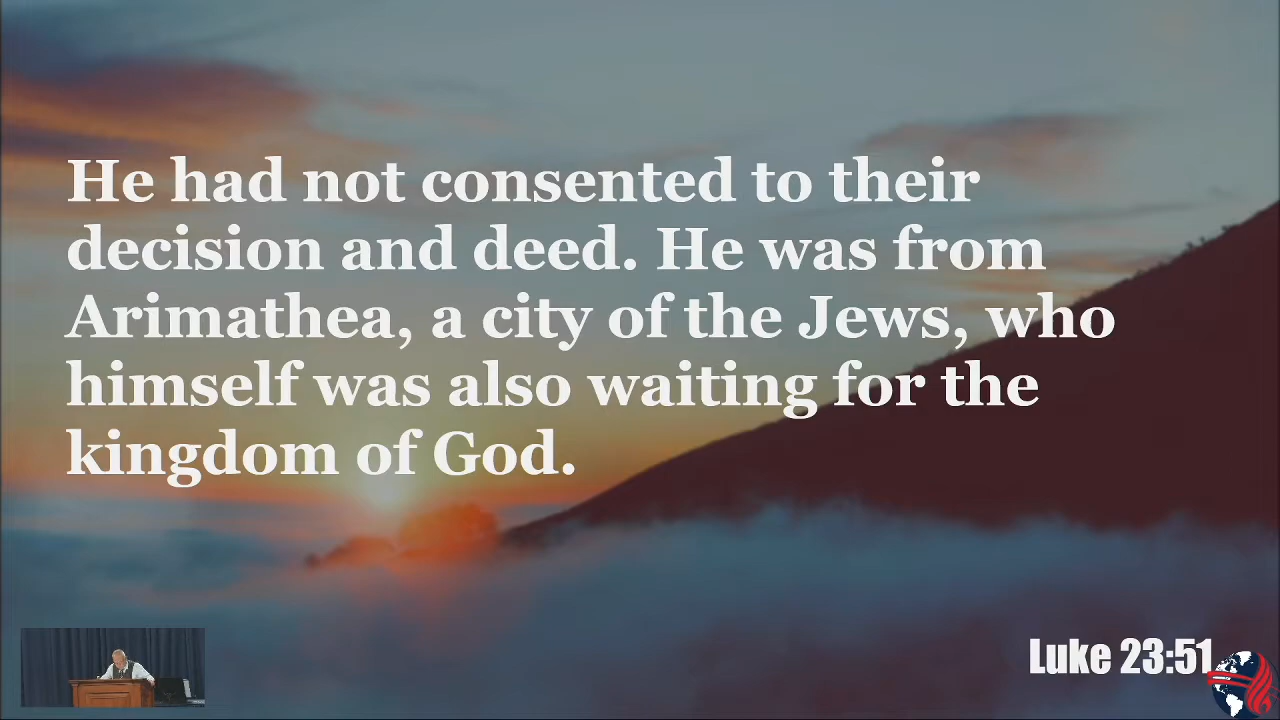 He had not consented to their
decision and deed. He was from
Arimathea, a city of the Jews, who
himself was also waiting for the
kingdom of God.
Luke 23:51